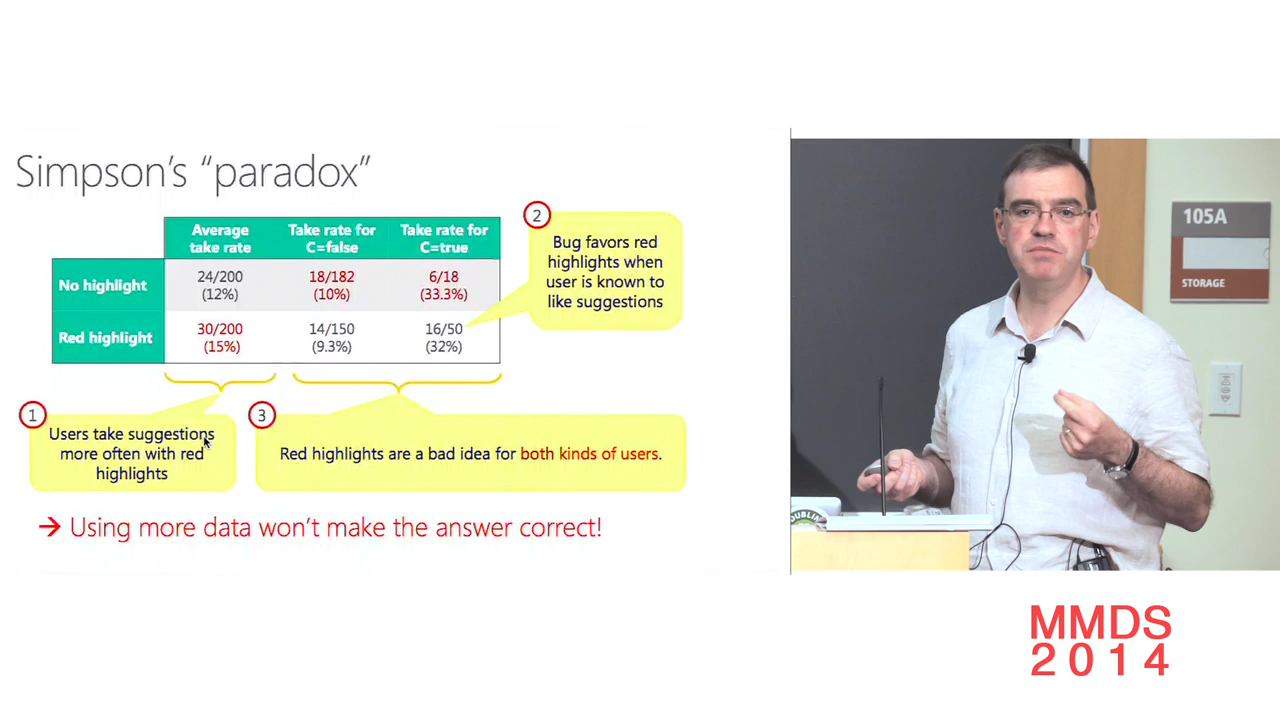 Simpson's “paradox”
Average take rate
Take rate for C=false
Take rate for C=true
No highlight
24/200 (12%)
18/182 (10%)
6/18 (33.3%)
Red highlight
30/200 (15%)
14/150 (9.3%)
16/50 (32%)
2
Bug favors red
highlights when
user is known to
like suggestions
1
Users take suggestions
more often with red
highlights
3
Red highlights are a bad idea for both kinds of users.
→ Using more data won't make the answer correct!
105A
STORAGE
DUBLIN
MMDS
2014